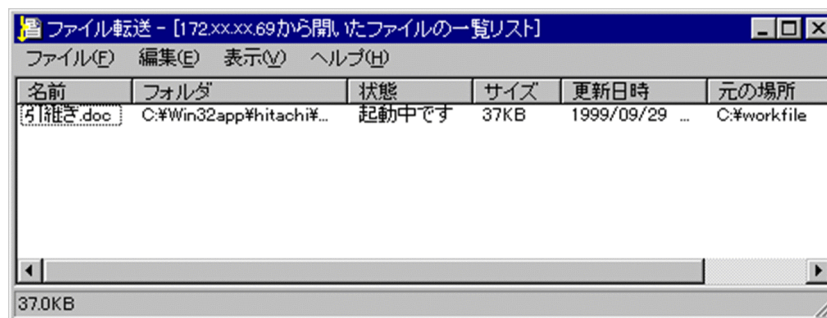 ファイル転送 - [172.xx.xx.69から開いたファイルの一覧リスト]
ファイル(F) 編集(E) 表示(V) ヘルプ(H)
名前 フォルダ 状態 サイズ 更新日時 元の場所
引継ぎ.doc C:¥Win32app¥hitachi¥... 起動中です 37KB 1999/09/29 ... C:¥workfile
37.0KB